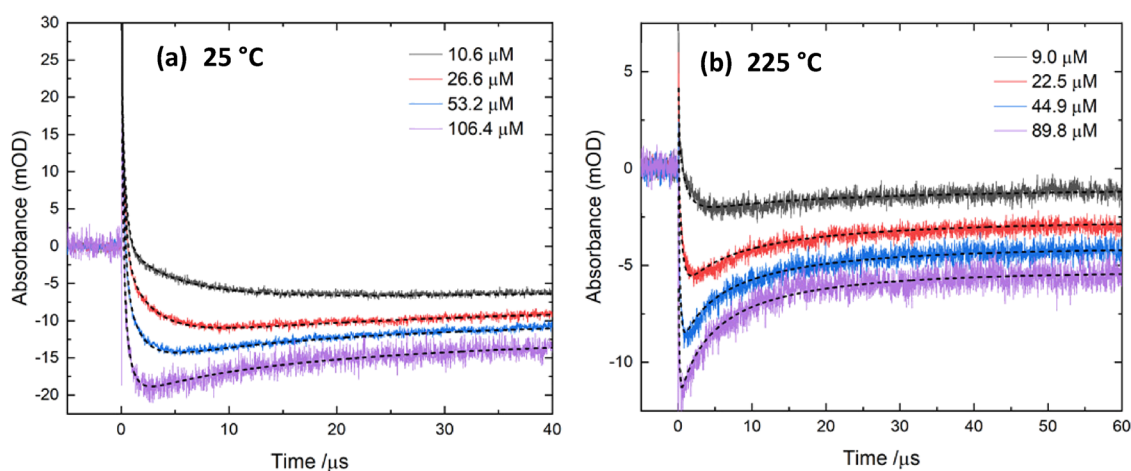 (a) 25 °C
10.6 μM
26.6 μM
53.2 μM
106.4 μM
Absorbance (mOD)
30
25
20
15
10
5
0
-5
-10
-15
-20
0
10
20
30
40
Time /μs
(b) 225 °C
9.0 μM
22.5 μM
44.9 μM
89.8 μM
Absorbance (mOD)
5
0
-5
-10
0
10
20
30
40
50
60
Time /μs